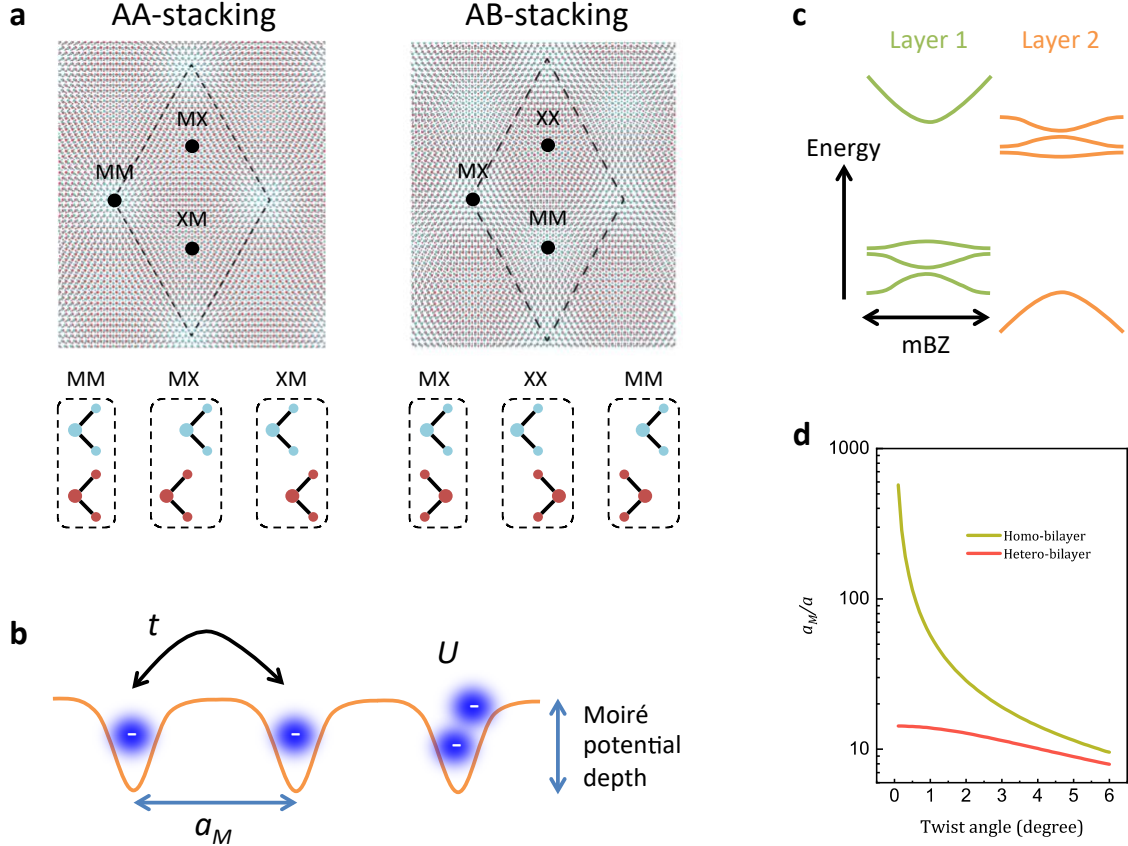 a
AA-stacking
AB-stacking
MX
MM
XM
XX
MX
MM
MM MX XM
MX XX MM
b
t
U
- - - -
Moiré
potential
depth
a_M
c
Layer 1 Layer 2
Energy
mBZ
d
1000
100
10
a_M/a
Homo-bilayer
Hetero-bilayer
0 1 2 3 4 5 6
Twist angle (degree)